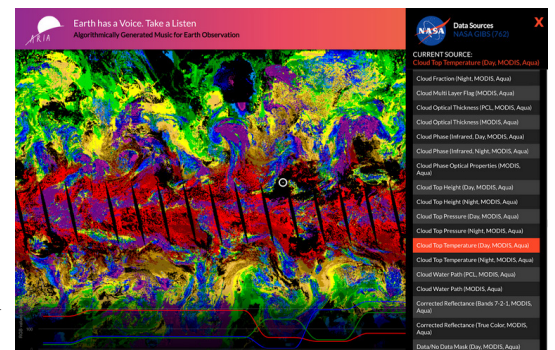 ARIA
Earth has a Voice. Take a Listen
Algorithmically Generated Music for Earth Observation
NASA
Data Sources
NASA GIBS (762)
X
CURRENT SOURCE:
Cloud Top Temperature (Day, MODIS, Aqua)
Cloud Fraction (Night, MODIS, Aqua)
Cloud Multi Layer Flag (MODIS, Aqua)
Cloud Optical Thickness (PCL, MODIS, Aqua)
Cloud Optical Thickness (MODIS, Aqua)
Cloud Phase (Infrared, Day, MODIS, Aqua)
Cloud Phase (Infrared, Night, MODIS, Aqua)
Cloud Phase Optical Properties (MODIS,
Aqua)
Cloud Top Height (Day, MODIS, Aqua)
Cloud Top Height (Night, MODIS, Aqua)
Cloud Top Pressure (Day, MODIS, Aqua)
Cloud Top Pressure (Night, MODIS, Aqua)
Cloud Top Temperature (Day, MODIS, Aqua)
Cloud Top Temperature (Night, MODIS, Aqua)
Cloud Water Path (PCL, MODIS, Aqua)
Cloud Water Path (MODIS, Aqua)
Corrected Reflectance (Bands 7-2-1, MODIS,
Aqua)
Corrected Reflectance (True Color, MODIS,
Aqua)
Data/No Data Mask (Day, MODIS, Aqua)